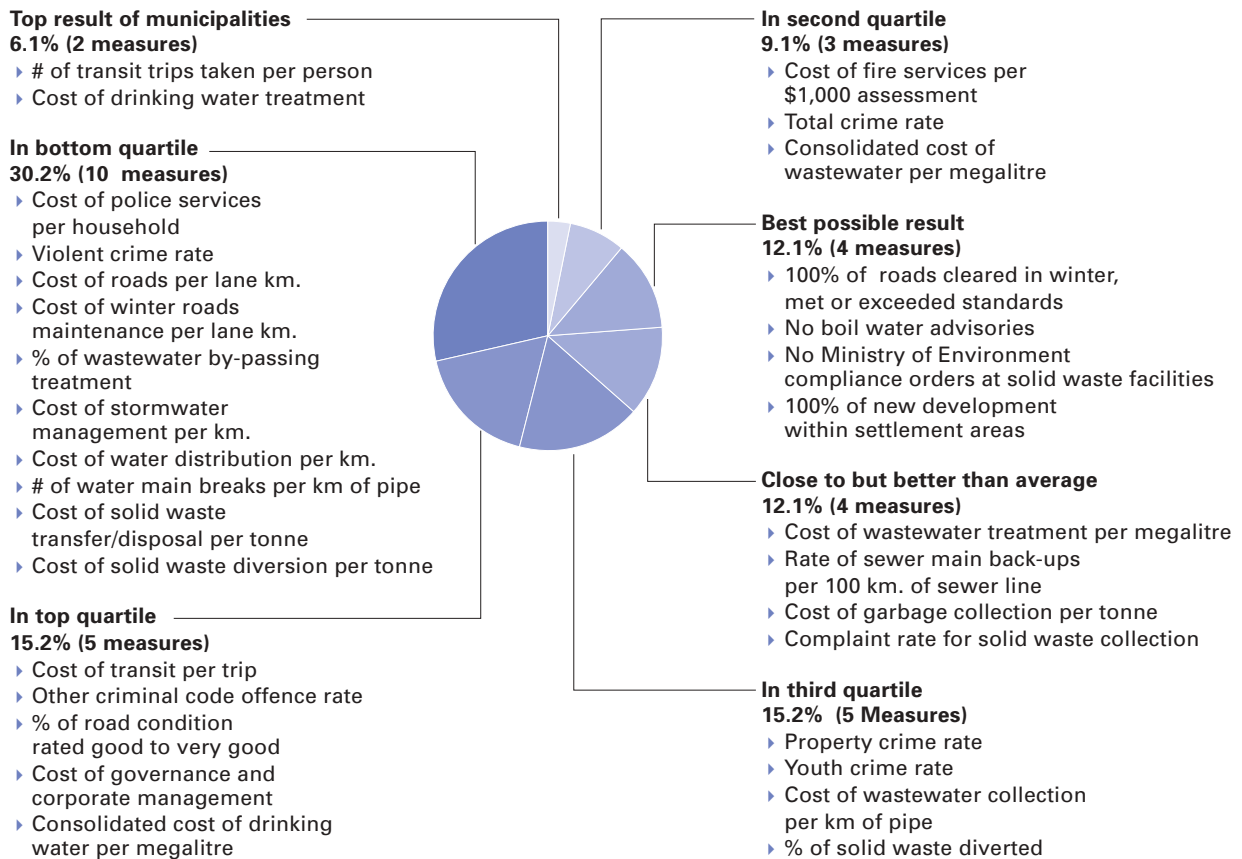 Top result of municipalities
6.1% (2 measures)
# of transit trips taken per person
Cost of drinking water treatment
In bottom quartile
30.2% (10 measures)
Cost of police services
per household
Violent crime rate
Cost of roads per lane km.
Cost of winter roads
maintenance per lane km.
% of wastewater by-passing
treatment
Cost of stormwater
management per km.
Cost of water distribution per km.
# of water main breaks per km of pipe
Cost of solid waste
transfer/disposal per tonne
Cost of solid waste diversion per tonne
In top quartile
15.2% (5 measures)
Cost of transit per trip
Other criminal code offence rate
% of road condition
rated good to very good
Cost of governance and
corporate management
Consolidated cost of drinking
water per megalitre
In second quartile
9.1% (3 measures)
Cost of fire services per
$1,000 assessment
Total crime rate
Consolidated cost of
wastewater per megalitre
Best possible result
12.1% (4 measures)
100% of roads cleared in winter,
met or exceeded standards
No boil water advisories
No Ministry of Environment
compliance orders at solid waste facilities
100% of new development
within settlement areas
Close to but better than average
12.1% (4 measures)
Cost of wastewater treatment per megalitre
Rate of sewer main back-ups
per 100 km. of sewer line
Cost of garbage collection per tonne
Complaint rate for solid waste collection
In third quartile
15.2% (5 Measures)
Property crime rate
Youth crime rate
Cost of wastewater collection
per km of pipe
% of solid waste diverted